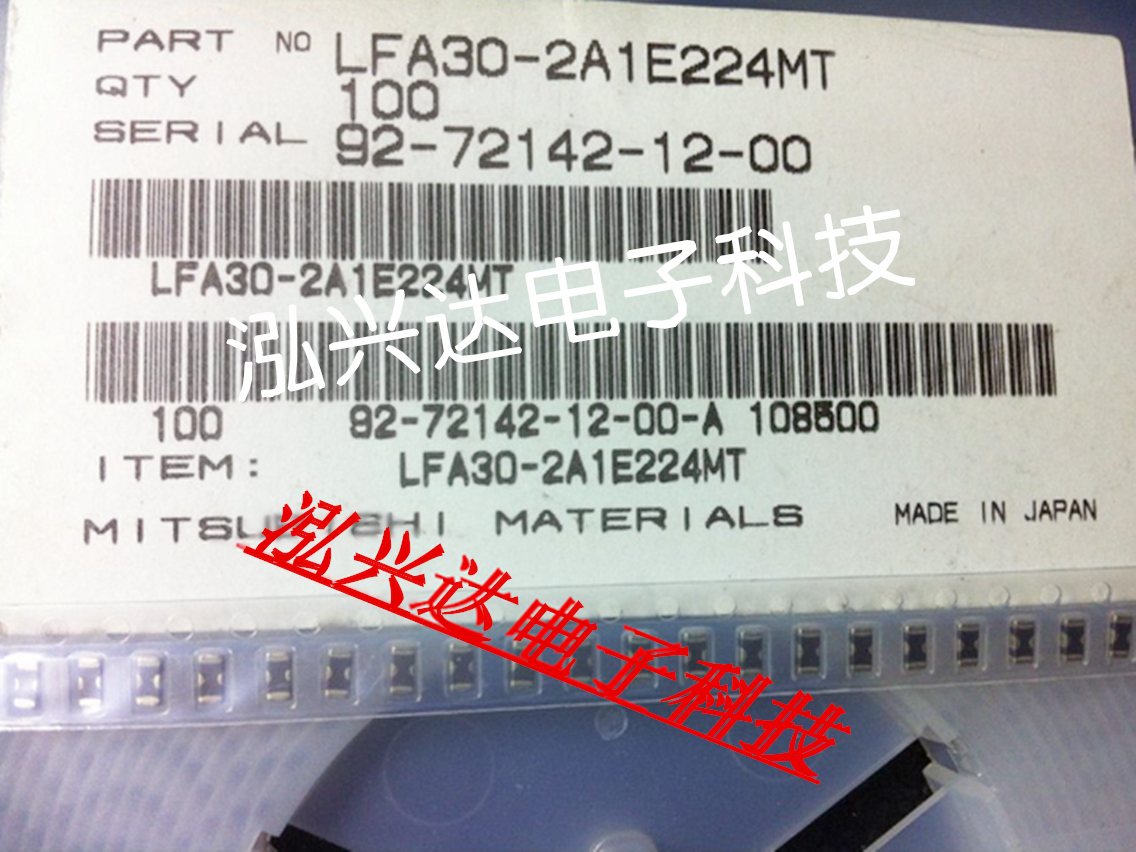 PART NO LFA30-2A1E224MT
QTY 100
SERIAL 92-72142-12-00
LFA30-2A1E224MT
泓兴达电子科技
100 92-72142-12-00-A 108500
ITEM: LFA30-2A1E224MT
MITSUBISHI MATERIALS MADE IN JAPAN
泓兴达电子科技